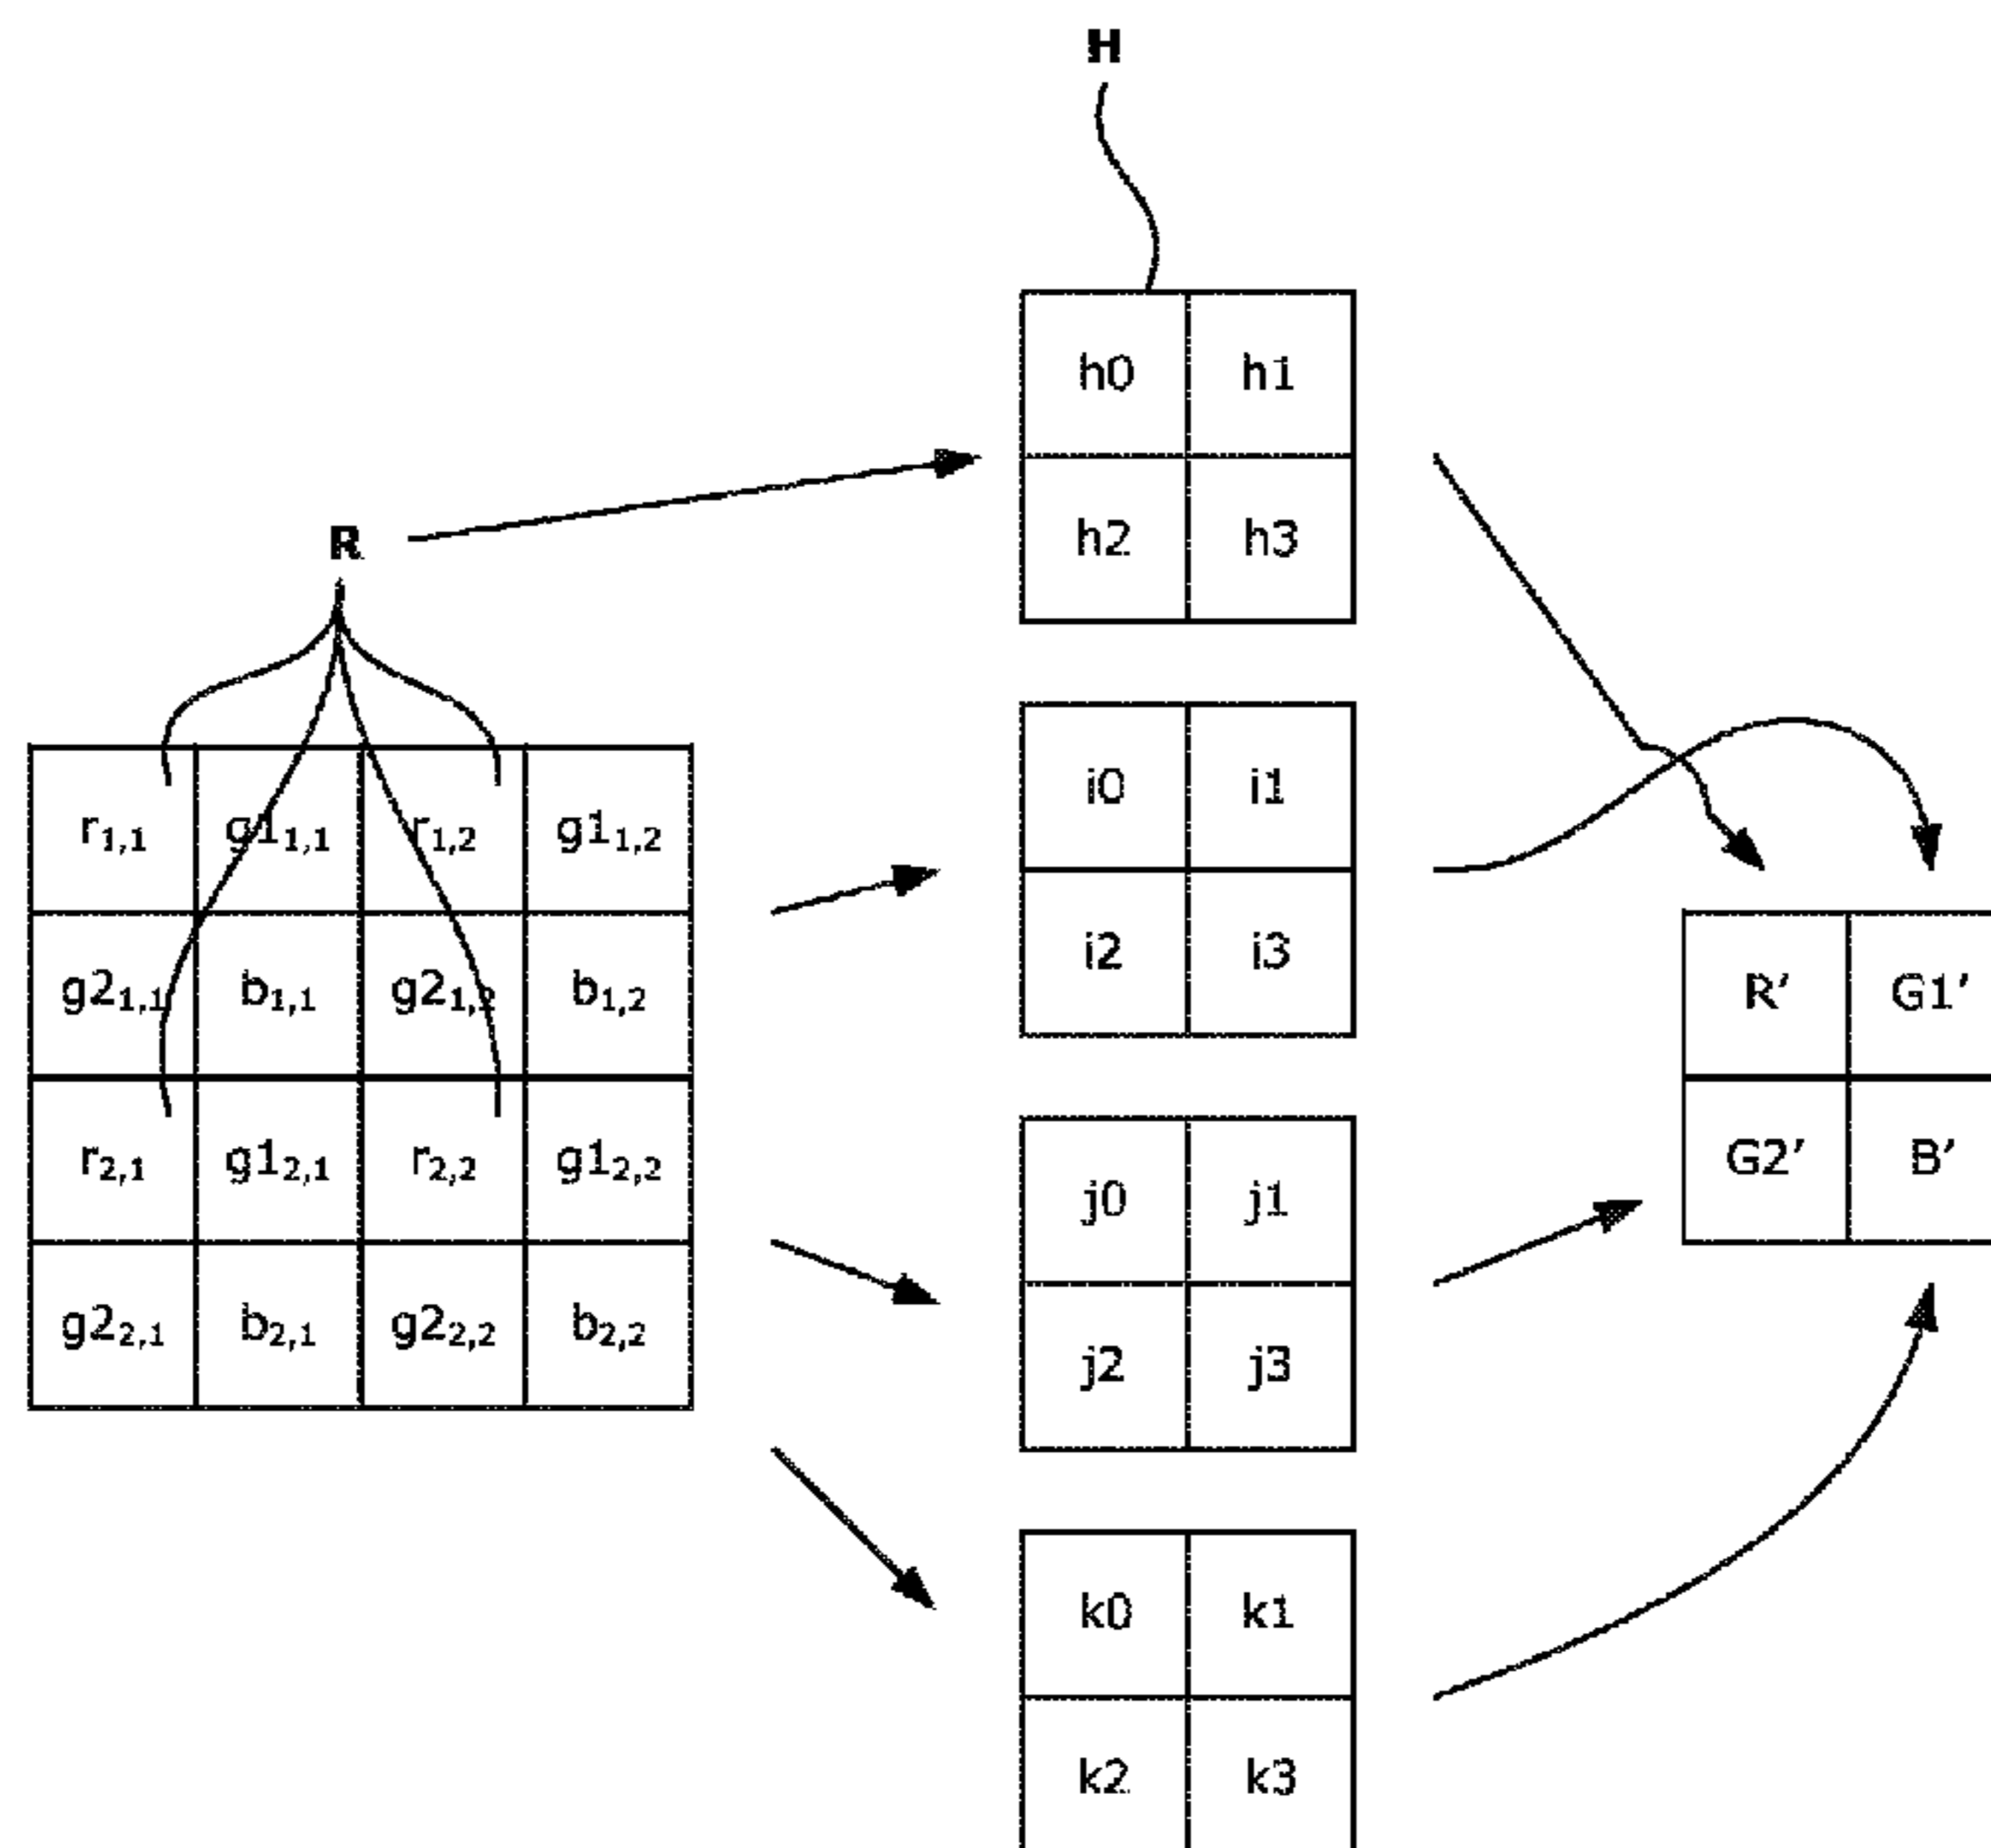 H
h0 h1
h2 h3
R
r1,1 g11,1 r1,2 g11,2
g21,1 b1,1 g21,2 b1,2
r2,1 g12,1 r2,2 g12,2
g22,1 b2,1 g22,2 b2,2
i0 i1
i2 i3
j0 j1
j2 j3
k0 k1
k2 k3
R’ G1’
G2’ B’